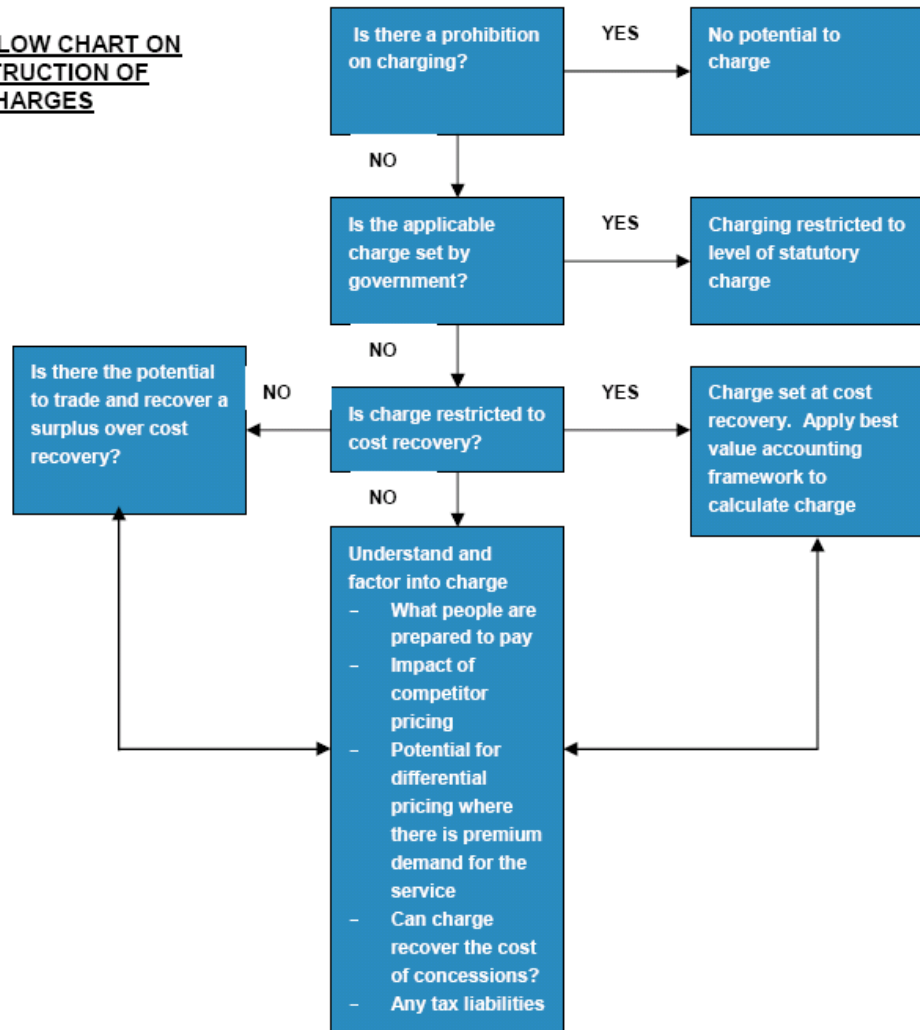 LOW CHART ON
TRUCTION OF
HARGES
Is there a prohibition
on charging?
YES
No potential to
charge
NO
Is the applicable
charge set by
government?
YES
Charging restricted to
level of statutory
charge
NO
Is there the potential
to trade and recover a
surplus over cost
recovery?
NO
Is charge restricted to
cost recovery?
YES
Charge set at cost
recovery. Apply best
value accounting
framework to
calculate charge
NO
Understand and
factor into charge
- What people are
prepared to pay
- Impact of
competitor
pricing
- Potential for
differential
pricing where
there is premium
demand for the
service
- Can charge
recover the cost
of concessions?
- Any tax liabilities